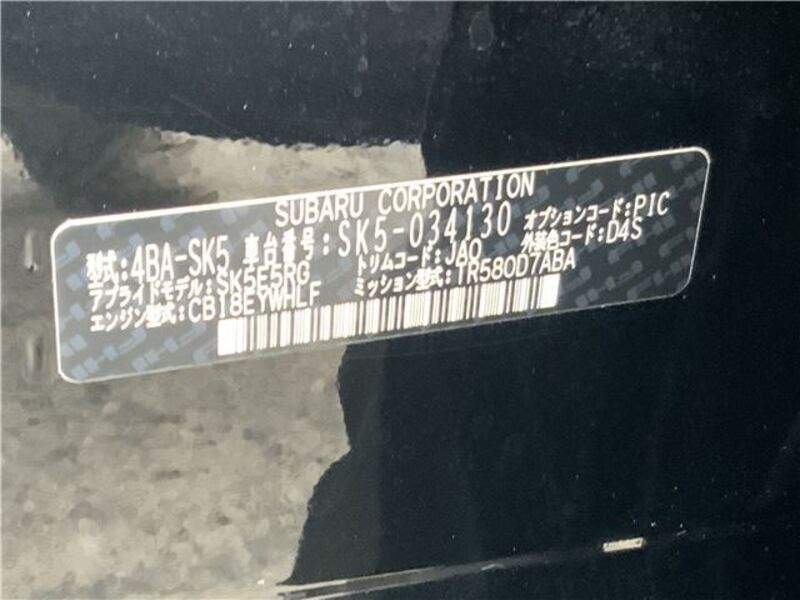 SUBARU CORPORATION
型式:4BA-SK5 車台番号:SK5-034130 オプションコード:PIC
アプライドモデル:SK5E5RG トリムコード:JAO 外装色コード:D4S
エンジン型式:CB18EYWHLF ミッション型式:TR580D7ABA